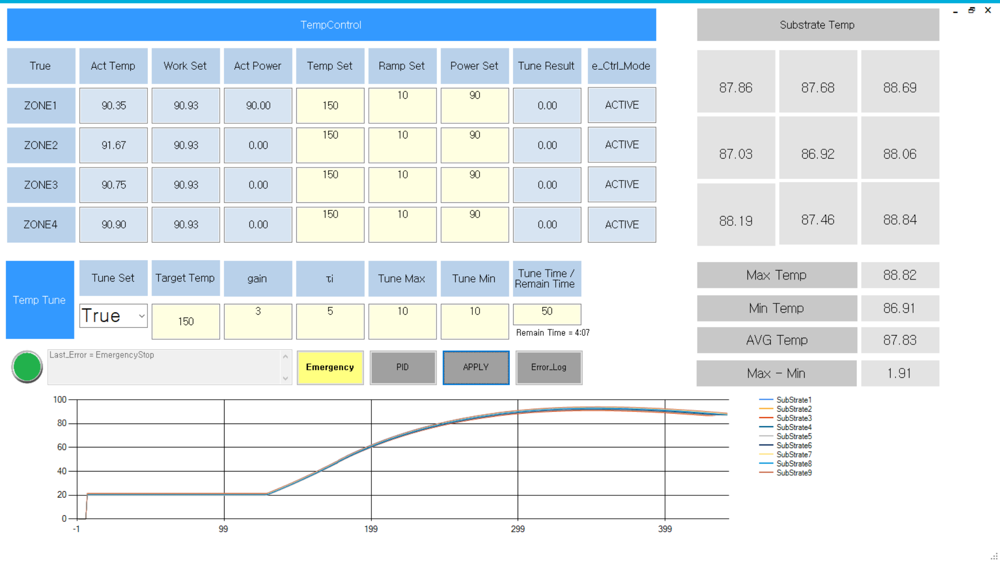 TempControl
Substrate Temp
True Act Temp Work Set Act Power Temp Set Ramp Set Power Set Tune Result e_Ctrl_Mode
ZONE1 90.35 90.93 90.00 150 10 90 0.00 ACTIVE
ZONE2 91.67 90.93 0.00 150 10 90 0.00 ACTIVE
ZONE3 90.75 90.93 0.00 150 10 90 0.00 ACTIVE
ZONE4 90.90 90.93 0.00 150 10 90 0.00 ACTIVE
87.86 87.68 88.69
87.03 86.92 88.06
88.19 87.46 88.84
Temp Tune
Tune Set Target Temp gain τi Tune Max Tune Min Tune Time /
Remain Time
True 150 3 5 10 10 50
Remain Time = 4:07
Max Temp 88.82
Min Temp 86.91
AVG Temp 87.83
Max - Min 1.91
Last_Error = EmergencyStop
Emergency PID APPLY Error_Log
100
80
60
40
20
0
-1 99 199 299 399
SubStrate1
SubStrate2
SubStrate3
SubStrate4
SubStrate5
SubStrate6
SubStrate7
SubStrate8
SubStrate9